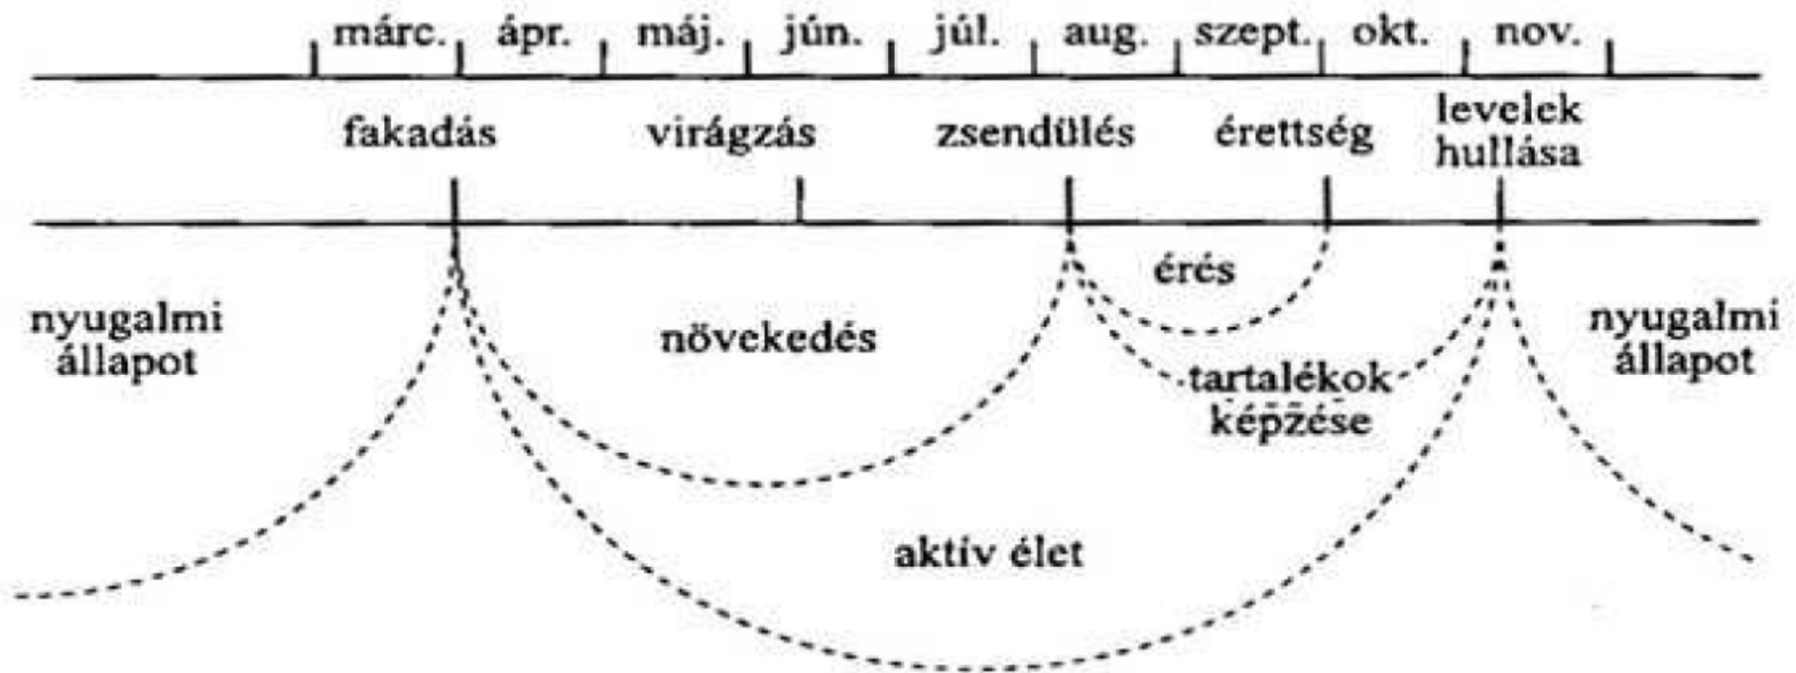 márc. ápr. máj. jún. júl. aug. szept. okt. nov.
fakadás virágzás zsendülés érettség levelek
hullása
érés
nyugalmi
állapot
növekedés
nyugalmi
állapot
tartalékok
képzése
aktív élet